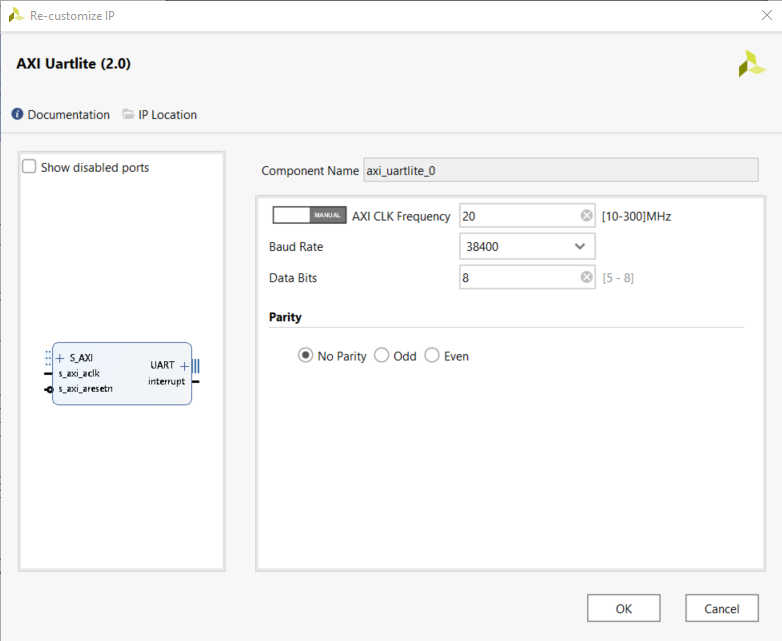 Re-customize IP
AXI Uartlite (2.0)
Documentation IP Location
Show disabled ports
S_AXI
s_axi_aclk
s_axi_aresetn
UART
interrupt
Component Name axi_uartlite_0
MANUAL AXI CLK Frequency 20 [10-300]MHz
Baud Rate 38400
Data Bits 8 [5 - 8]
Parity
No Parity Odd Even
OK Cancel